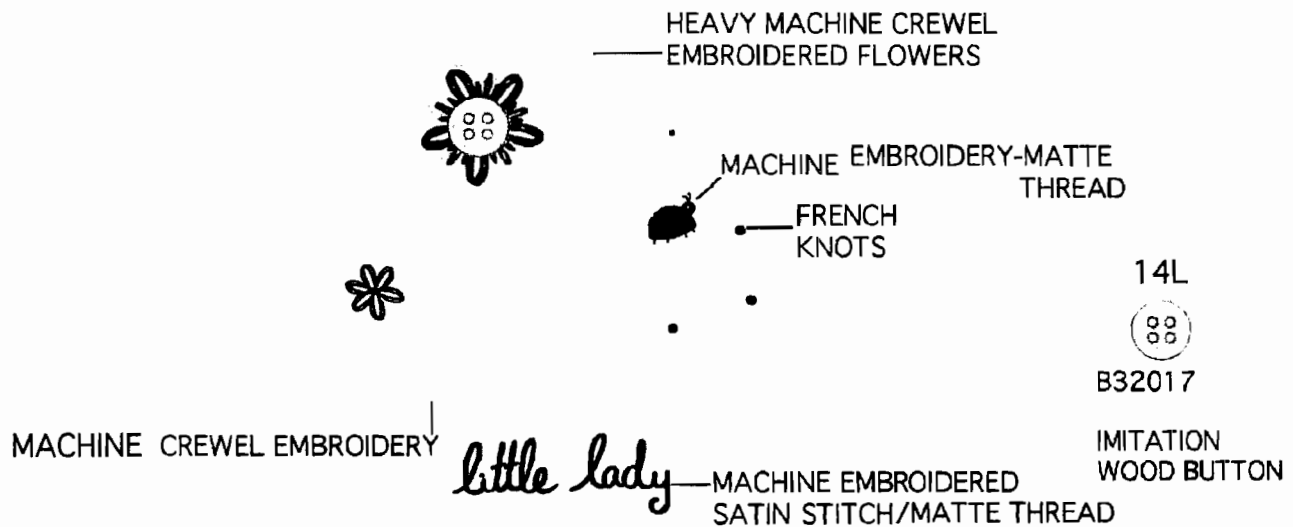 HEAVY MACHINE CREWEL
EMBROIDERED FLOWERS
MACHINE EMBROIDERY-MATTE
THREAD
FRENCH
KNOTS
14L
B32017
IMITATION
WOOD BUTTON
MACHINE CREWEL EMBROIDERY
little lady
MACHINE EMBROIDERED
SATIN STITCH/MATTE THREAD